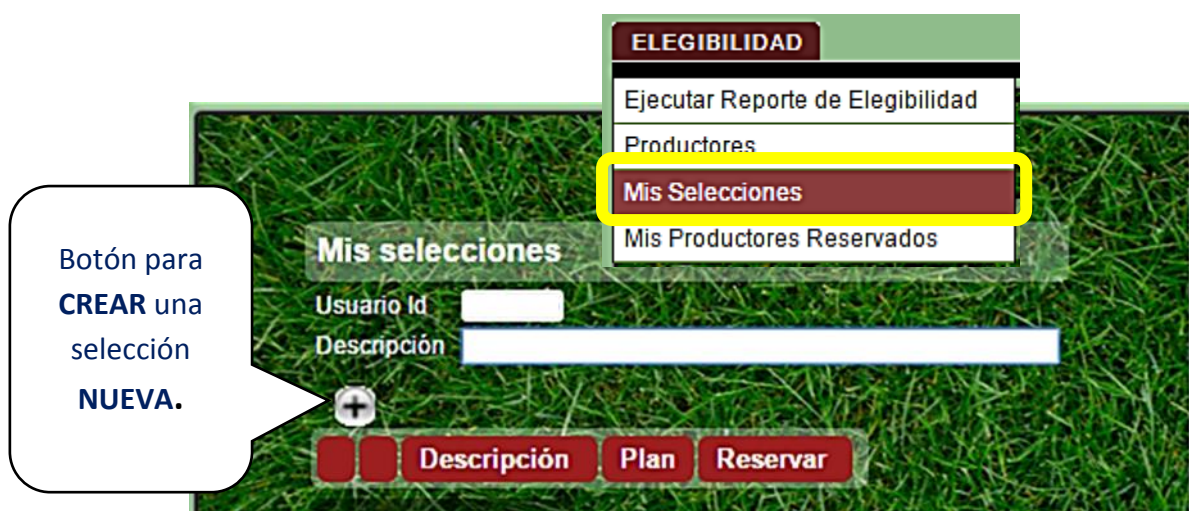 ELEGIBILIDAD
Ejecutar Reporte de Elegibilidad
Productores
Mis Selecciones
Mis Productores Reservados
Mis selecciones
Usuario Id
Descripción
Botón para
CREAR una
selección
NUEVA.
Descripción Plan Reservar